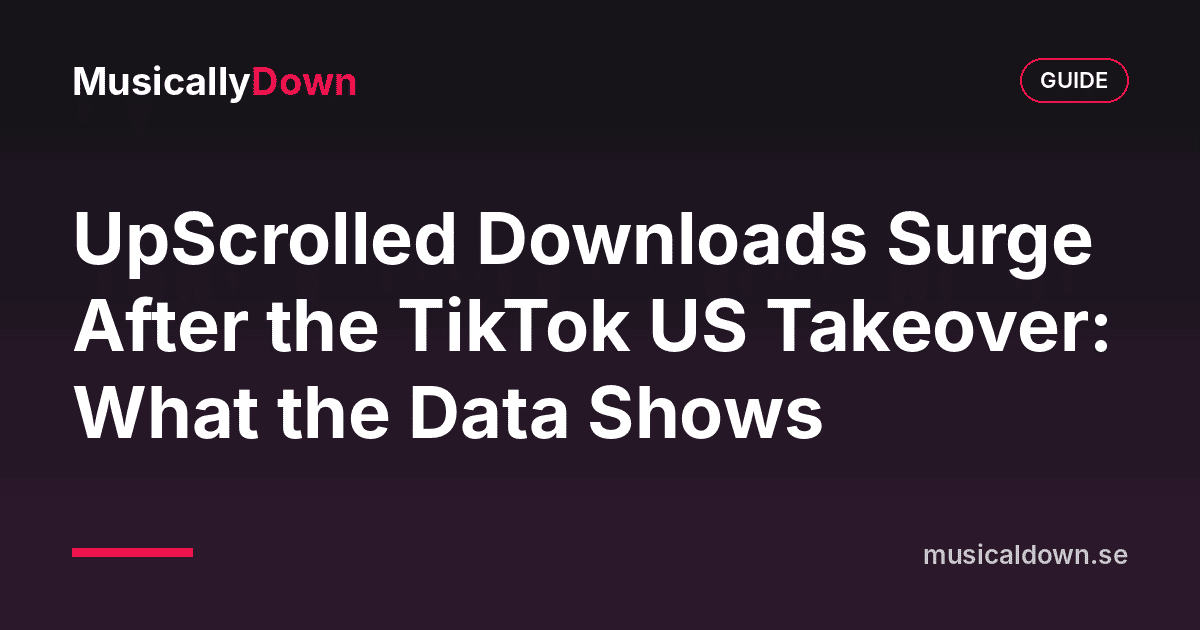 MusicallyDown
GUIDE
UpScrolled Downloads Surge
After the TikTok US Takeover:
What the Data Shows
musicaldown.se